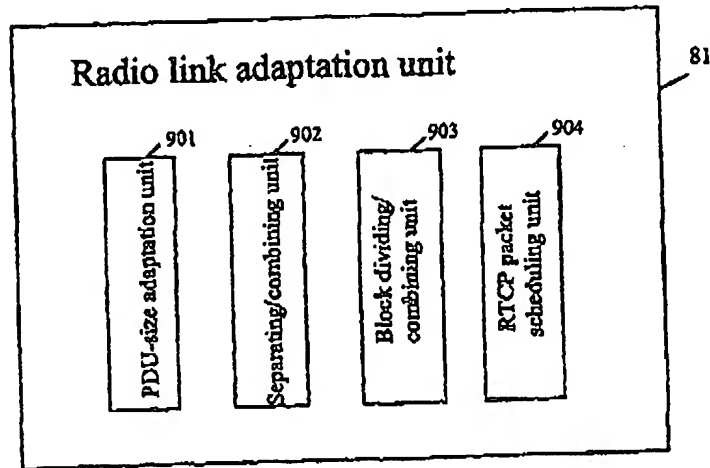 Radio link adaptation unit
81
901
902
903
904
PDU-size adaptation unit
Separating/combining unit
Block dividing/
combining unit
RTCP packet
scheduling unit